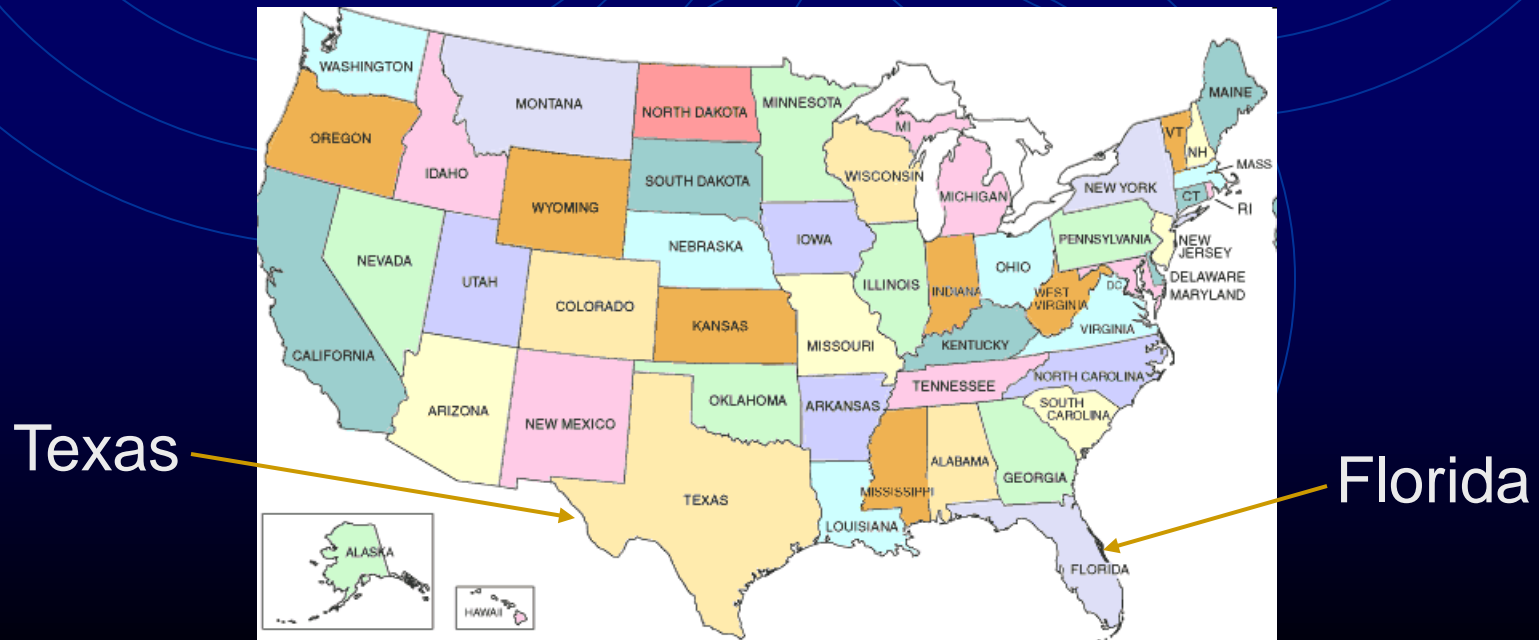 WASHINGTON
MONTANA
NORTH DAKOTA
MINNESOTA
MAINE
OREGON
MI
VT
NH
IDAHO
SOUTH DAKOTA
WISCONSIN
MASS
NEW YORK
MICHIGAN
CT
RI
WYOMING
NEBRASKA
IOWA
PENNSYLVANIA
NEW
JERSEY
NEVADA
UTAH
OHIO
ILLINOIS
INDIANA
DC
DELAWARE
MARYLAND
WEST
VIRGINIA
COLORADO
KANSAS
VIRGINIA
CALIFORNIA
MISSOURI
KENTUCKY
TENNESSEE
NORTH CAROLINA
ARIZONA
NEW MEXICO
OKLAHOMA
ARKANSAS
SOUTH
CAROLINA
Texas
ALABAMA
GEORGIA
Florida
TEXAS
MISSISSIPPI
LOUISIANA
ALASKA
FLORIDA
HAWAII